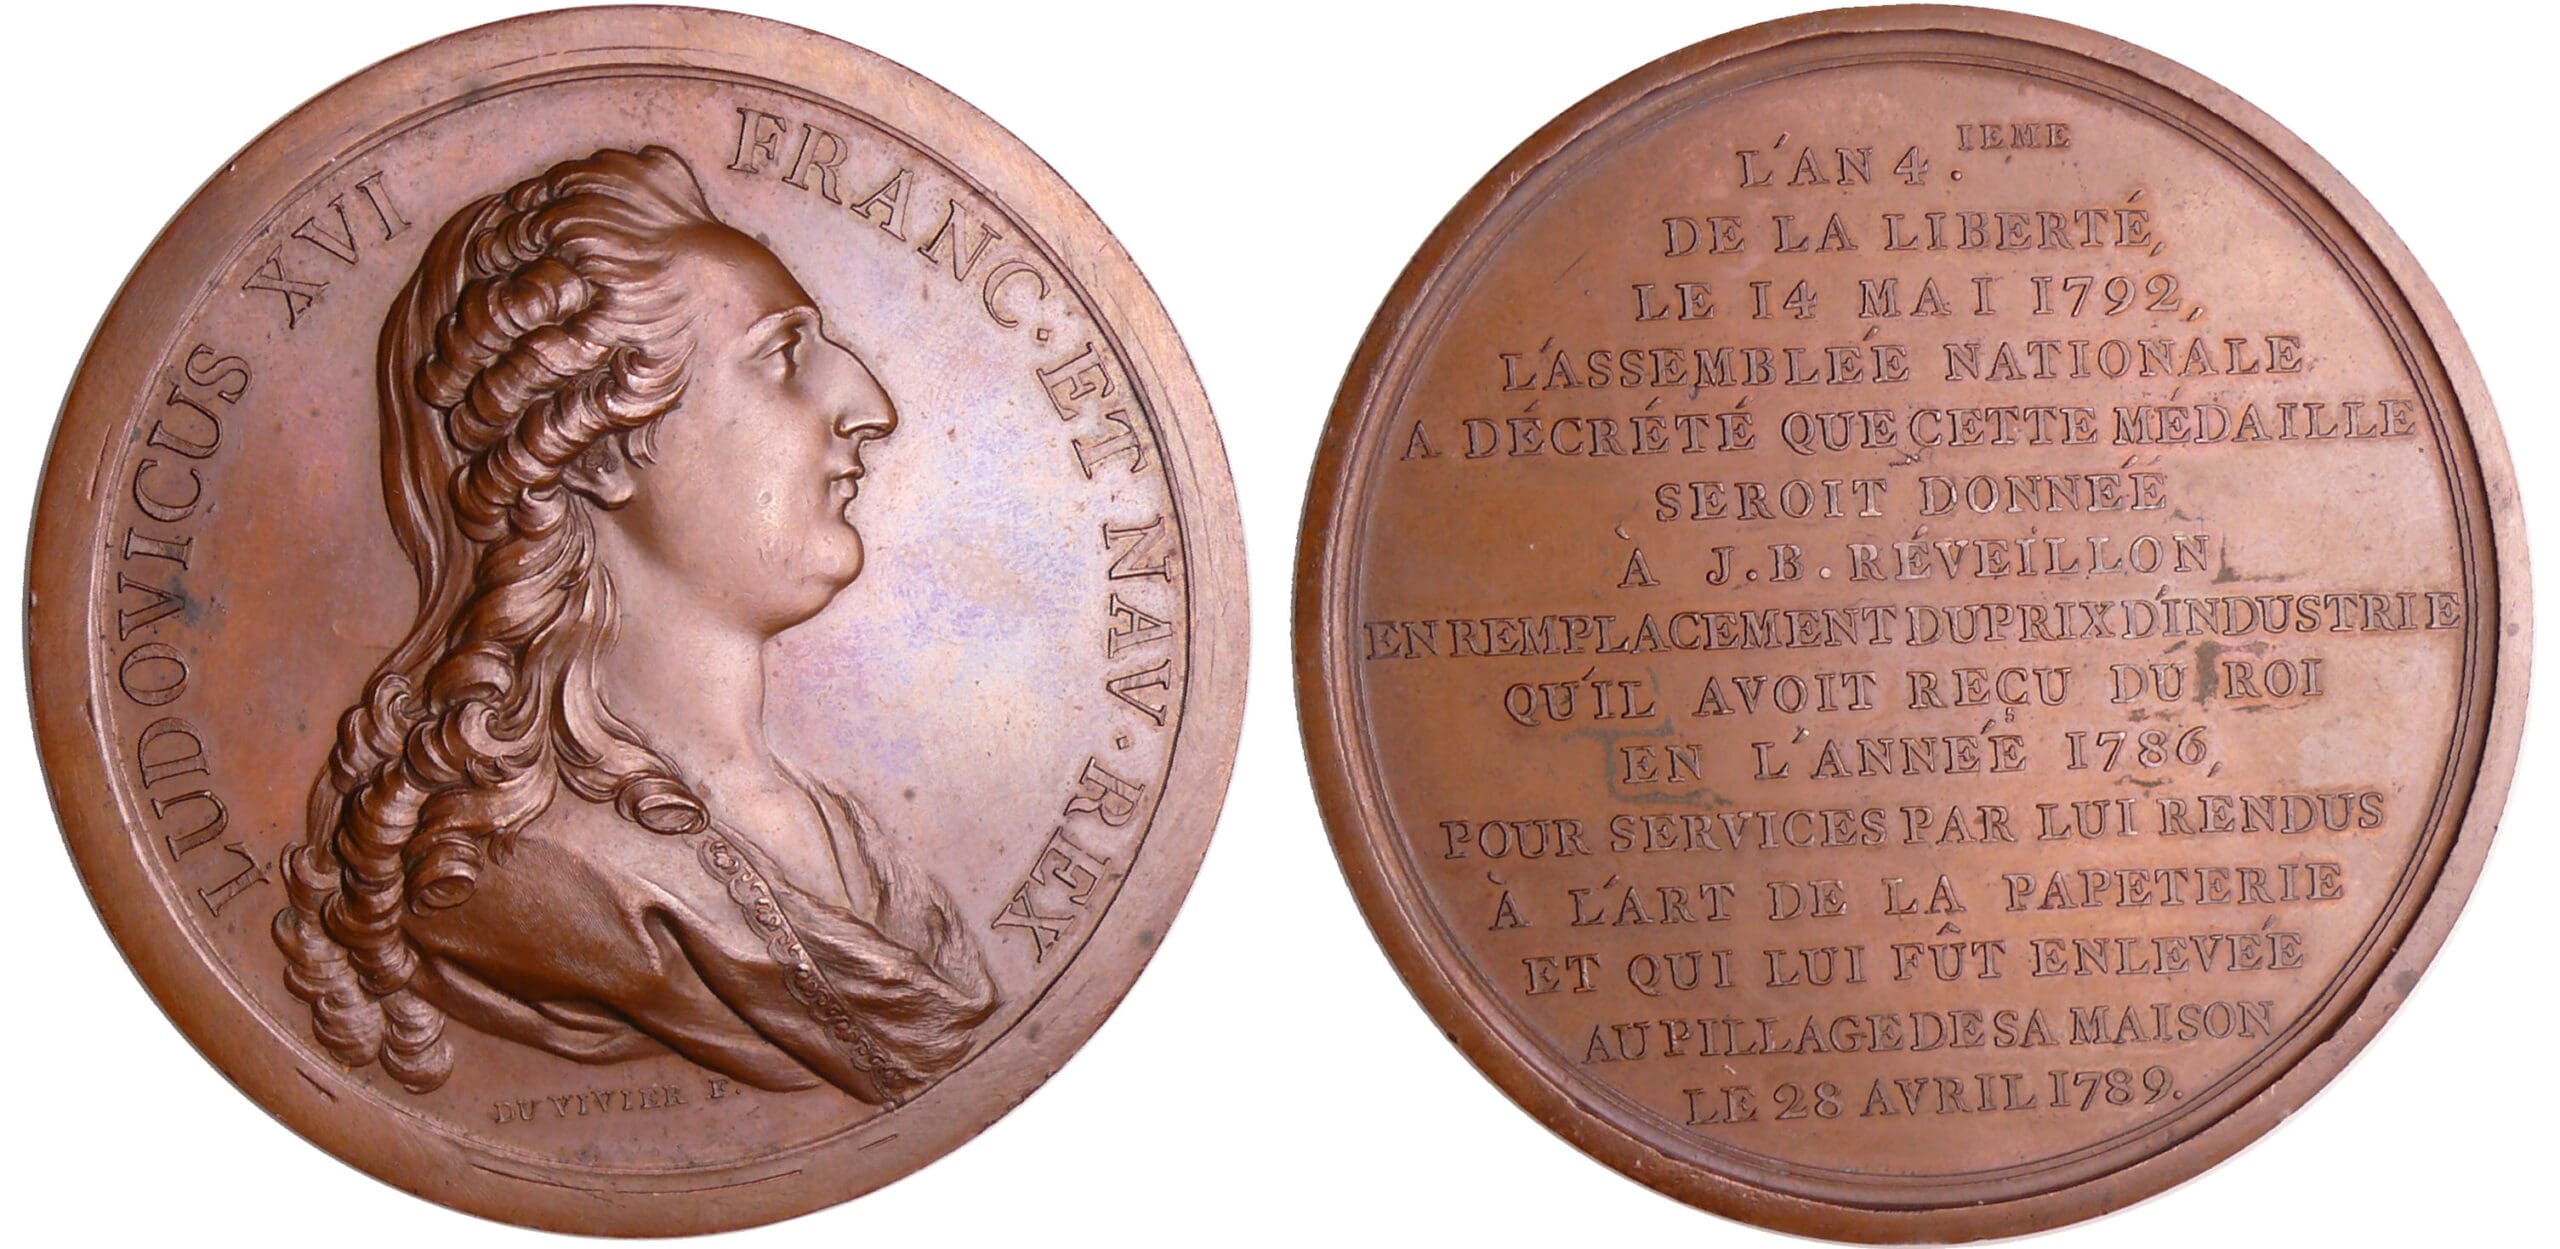 LUDOVICUS XVI FRANC. ET NAV. REX
DU VIVIER F.
L'AN 4.IEME
DE LA LIBERTÉ,
LE 14 MAI 1792,
L'ASSEMBLÉE NATIONALE
A DÉCRÉTÉ QUE CETTE MÉDAILLE
SEROIT DONNÉE
À J.B. RÉVEILLON
EN REMPLACEMENT DU PRIX D'INDUSTRIE
QU'IL AVOIT REÇU DU ROI
EN L'ANNÉE 1786,
POUR SERVICES PAR LUI RENDUS
À L'ART DE LA PAPETERIE
ET QUI LUI FÛT ENLEVÉE
AU PILLAGE DE SA MAISON
LE 28 AVRIL 1789.